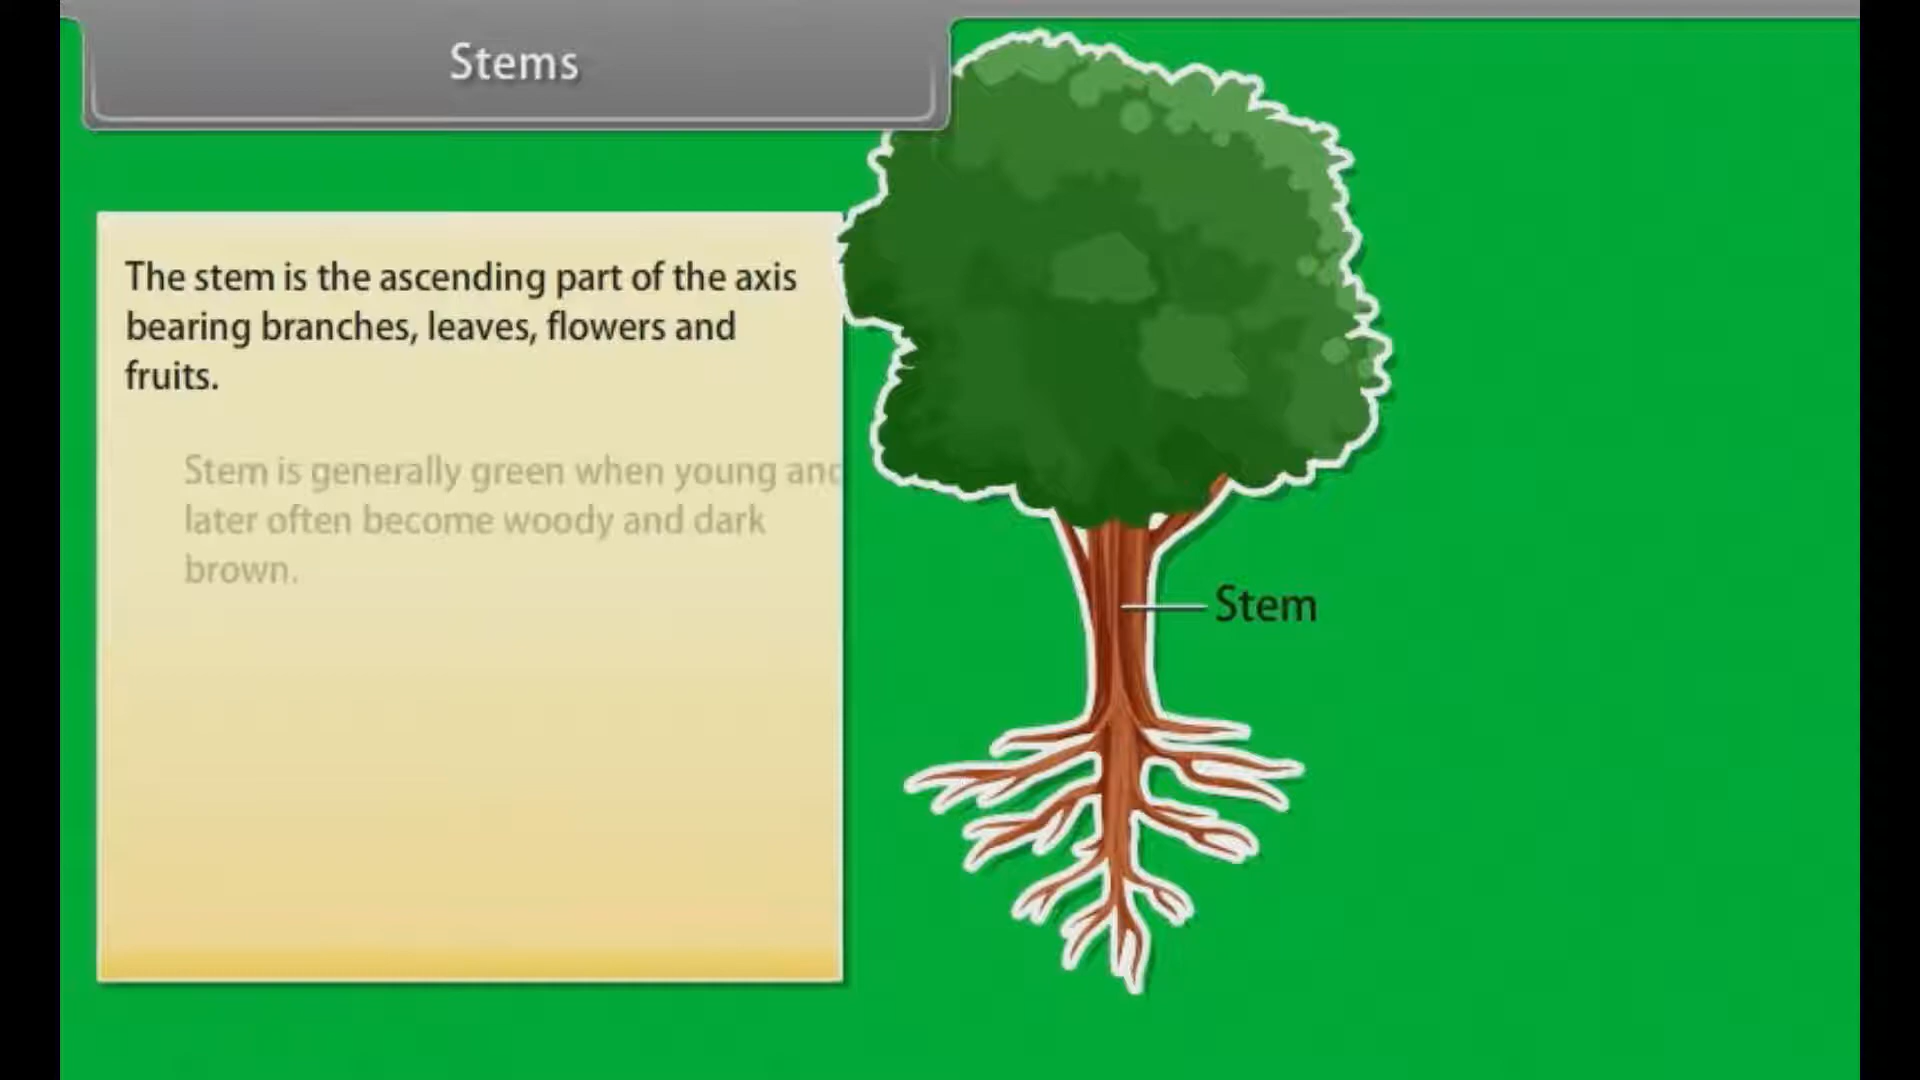 Stems
The stem is the ascending part of the axis
bearing branches, leaves, flowers and
fruits.
Stem is generally green when young and
later often become woody and dark
brown.
Stem